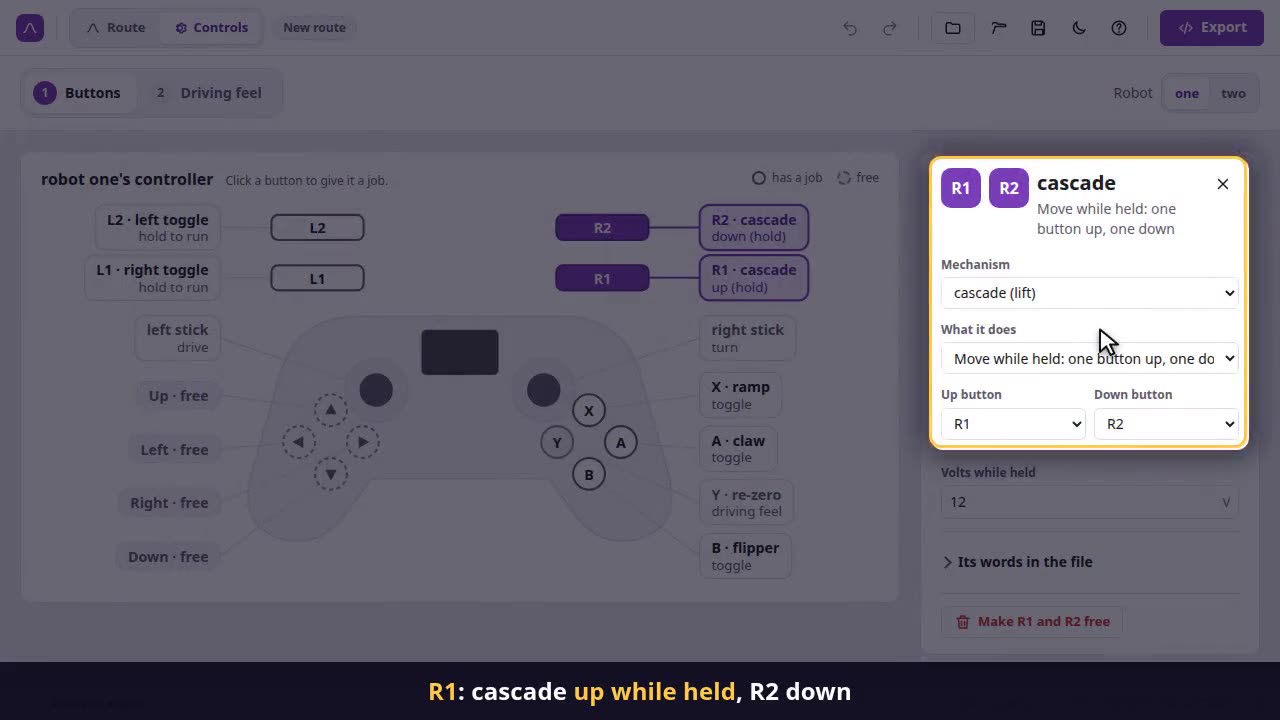 Route
Controls
New route
Export
1 Buttons
2 Driving feel
Robot one two
robot one's controller Click a button to give it a job.
has a job free
L2 · left toggle
hold to run
L2
R2
R2 · cascade
down (hold)
L1 · right toggle
hold to run
L1
R1
R1 · cascade
up (hold)
left stick
drive
right stick
turn
Up · free
X · ramp
toggle
X
Y
A
B
Left · free
A · claw
toggle
Right · free
Y · re-zero
driving feel
Down · free
B · flipper
toggle
R1 R2 cascade
Move while held: one
button up, one down
Mechanism
cascade (lift)
What it does
Move while held: one button up, one do
Up button Down button
R1 R2
Volts while held
12 V
Its words in the file
Make R1 and R2 free
R1: cascade up while held, R2 down